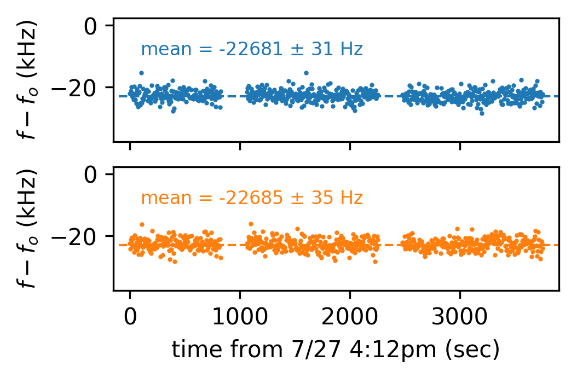 0
mean = -22681 ± 31 Hz
−20
f − fo (kHz)
0
mean = -22685 ± 35 Hz
−20
f − fo (kHz)
0 1000 2000 3000
time from 7/27 4:12pm (sec)